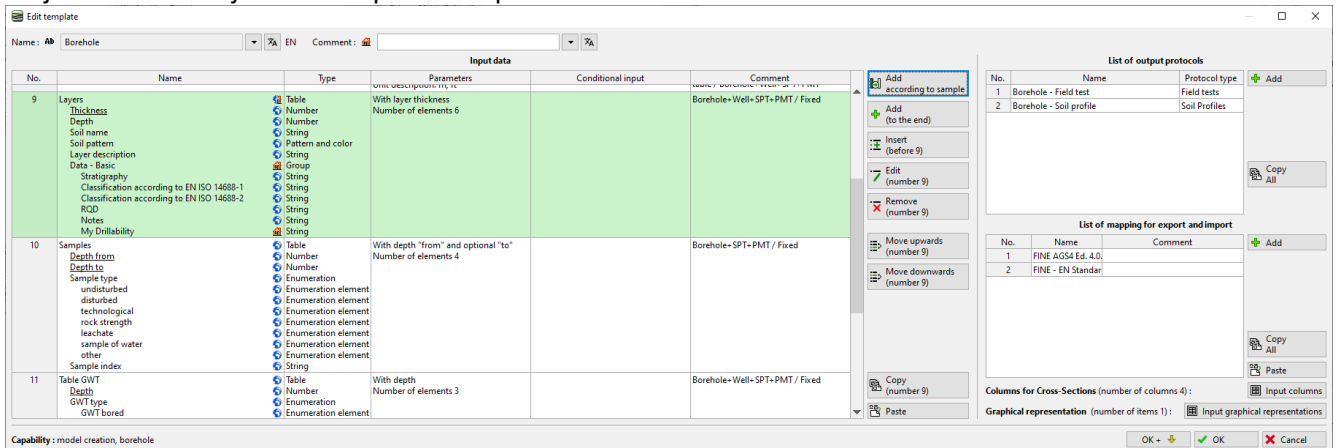 Edit template
Name : Ab Borehole EN Comment :
Input data
No. Name Type Parameters Conditional input Comment
9 Layers Table With layer thickness Borehole+Well+SPT+PMT / Fixed
Thickness Number Number of elements 6
Depth Number
Soil name String
Soil pattern Pattern and color
Layer description String
Data - Basic Group
Stratigraphy String
Classification according to EN ISO 14688-1 String
Classification according to EN ISO 14688-2 String
RQD String
Notes String
My Drillability String
10 Samples Table With depth "from" and optional "to" Borehole+SPT+PMT / Fixed
Depth from Number Number of elements 4
Depth to Number
Sample type Enumeration
undisturbed Enumeration element
disturbed Enumeration element
technological Enumeration element
rock strength Enumeration element
leachate Enumeration element
sample of water Enumeration element
other Enumeration element
Sample index String
11 Table GWT Table With depth Borehole+Well+SPT+PMT / Fixed
Depth Number Number of elements 3
GWT type Enumeration
GWT bored Enumeration element
Add
according to sample
Add
(to the end)
Insert
(before 9)
Edit
(number 9)
Remove
(number 9)
Move upwards
(number 9)
Move downwards
(number 9)
Copy
(number 9)
Paste
List of output protocols
No. Name Protocol type
1 Borehole - Field test Field tests
2 Borehole - Soil profile Soil Profiles
Add
Copy
All
List of mapping for export and import
No. Name Comment
1 FINE AGS4 Ed. 4.0.
2 FINE - EN Standar
Add
Copy
All
Paste
Columns for Cross-Sections (number of columns 4) : Input columns
Graphical representation (number of items 1) : Input graphical representations
Capability : model creation, borehole
OK + OK Cancel